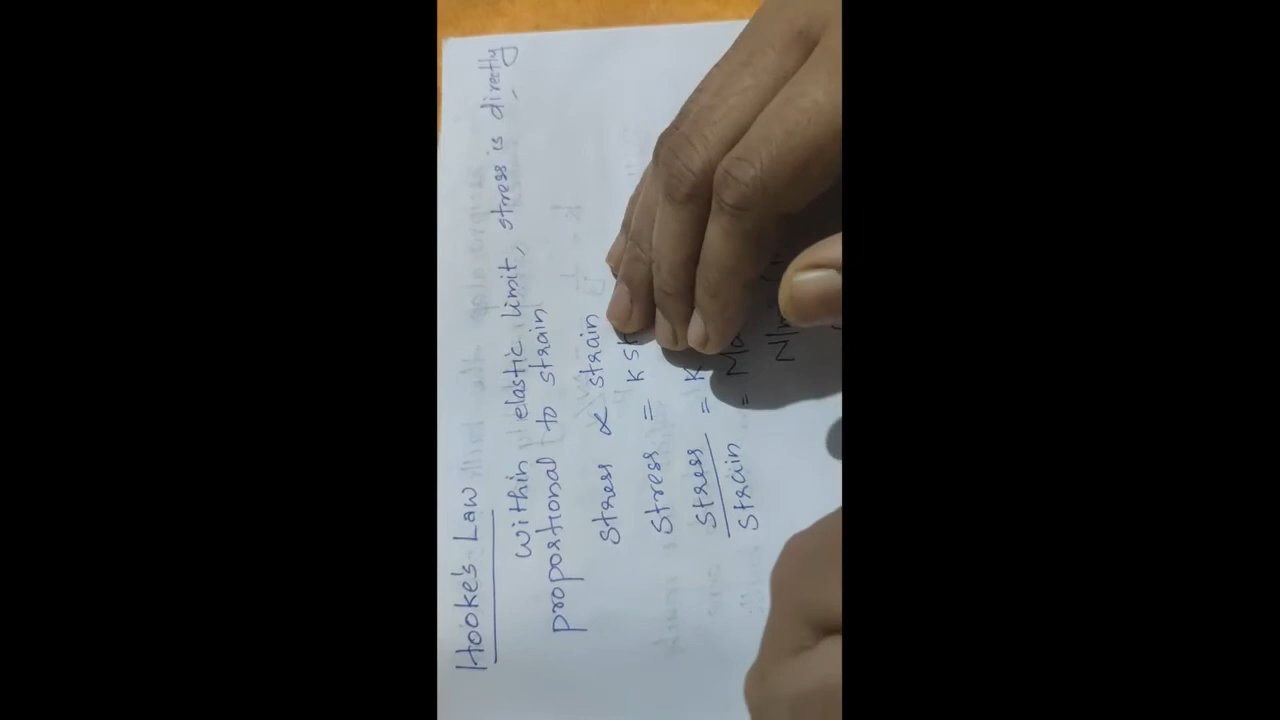 Hooke's Law
Within elastic limit, stress is directly
proportional to strain
Stress ∝ strain
Stress = K
Stress = K
Strain =